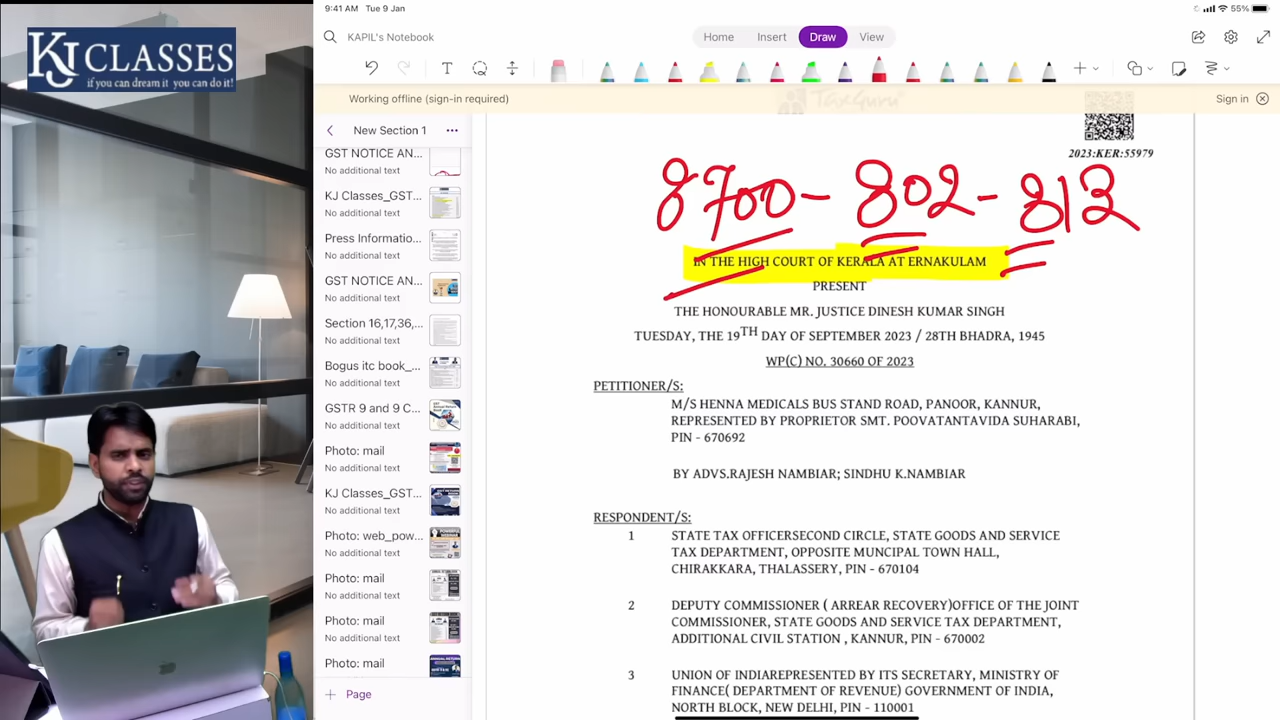 KJ CLASSES
if you can dream it you can do it!
9:41 AM Tue 9 Jan
55%
KAPIL's Notebook
Home Insert Draw View
T
Working offline (sign-in required)
TaxGuru
Sign in
New Section 1
GST NOTICE AN...
No additional text
KJ Classes_GST...
No additional text
Press Informatio...
No additional text
GST NOTICE AN...
No additional text
Section 16,17,36,...
No additional text
Bogus itc book_...
No additional text
GSTR 9 and 9 C...
No additional text
Photo: mail
No additional text
KJ Classes_GST...
No additional text
Photo: web_pow...
No additional text
Photo: mail
No additional text
Photo: mail
No additional text
Photo: mail
No additional text
Page
2023:KER:55979
8700-802-813
IN THE HIGH COURT OF KERALA AT ERNAKULAM
PRESENT
THE HONOURABLE MR. JUSTICE DINESH KUMAR SINGH
TUESDAY, THE 19TH DAY OF SEPTEMBER 2023 / 28TH BHADRA, 1945
WP(C) NO. 30660 OF 2023
PETITIONER/S:
M/S HENNA MEDICALS BUS STAND ROAD, PANOOR, KANNUR,
REPRESENTED BY PROPRIETOR SMT. POOVATANTAVIDA SUHARABI,
PIN - 670692
BY ADVS.RAJESH NAMBIAR; SINDHU K.NAMBIAR
RESPONDENT/S:
1 STATE TAX OFFICERSECOND CIRCLE, STATE GOODS AND SERVICE
TAX DEPARTMENT, OPPOSITE MUNCIPAL TOWN HALL,
CHIRAKKARA, THALASSERY, PIN - 670104
2 DEPUTY COMMISSIONER ( ARREAR RECOVERY)OFFICE OF THE JOINT
COMMISSIONER, STATE GOODS AND SERVICE TAX DEPARTMENT,
ADDITIONAL CIVIL STATION , KANNUR, PIN - 670002
3 UNION OF INDIAREPRESENTED BY ITS SECRETARY, MINISTRY OF
FINANCE( DEPARTMENT OF REVENUE) GOVERNMENT OF INDIA,
NORTH BLOCK, NEW DELHI, PIN - 110001